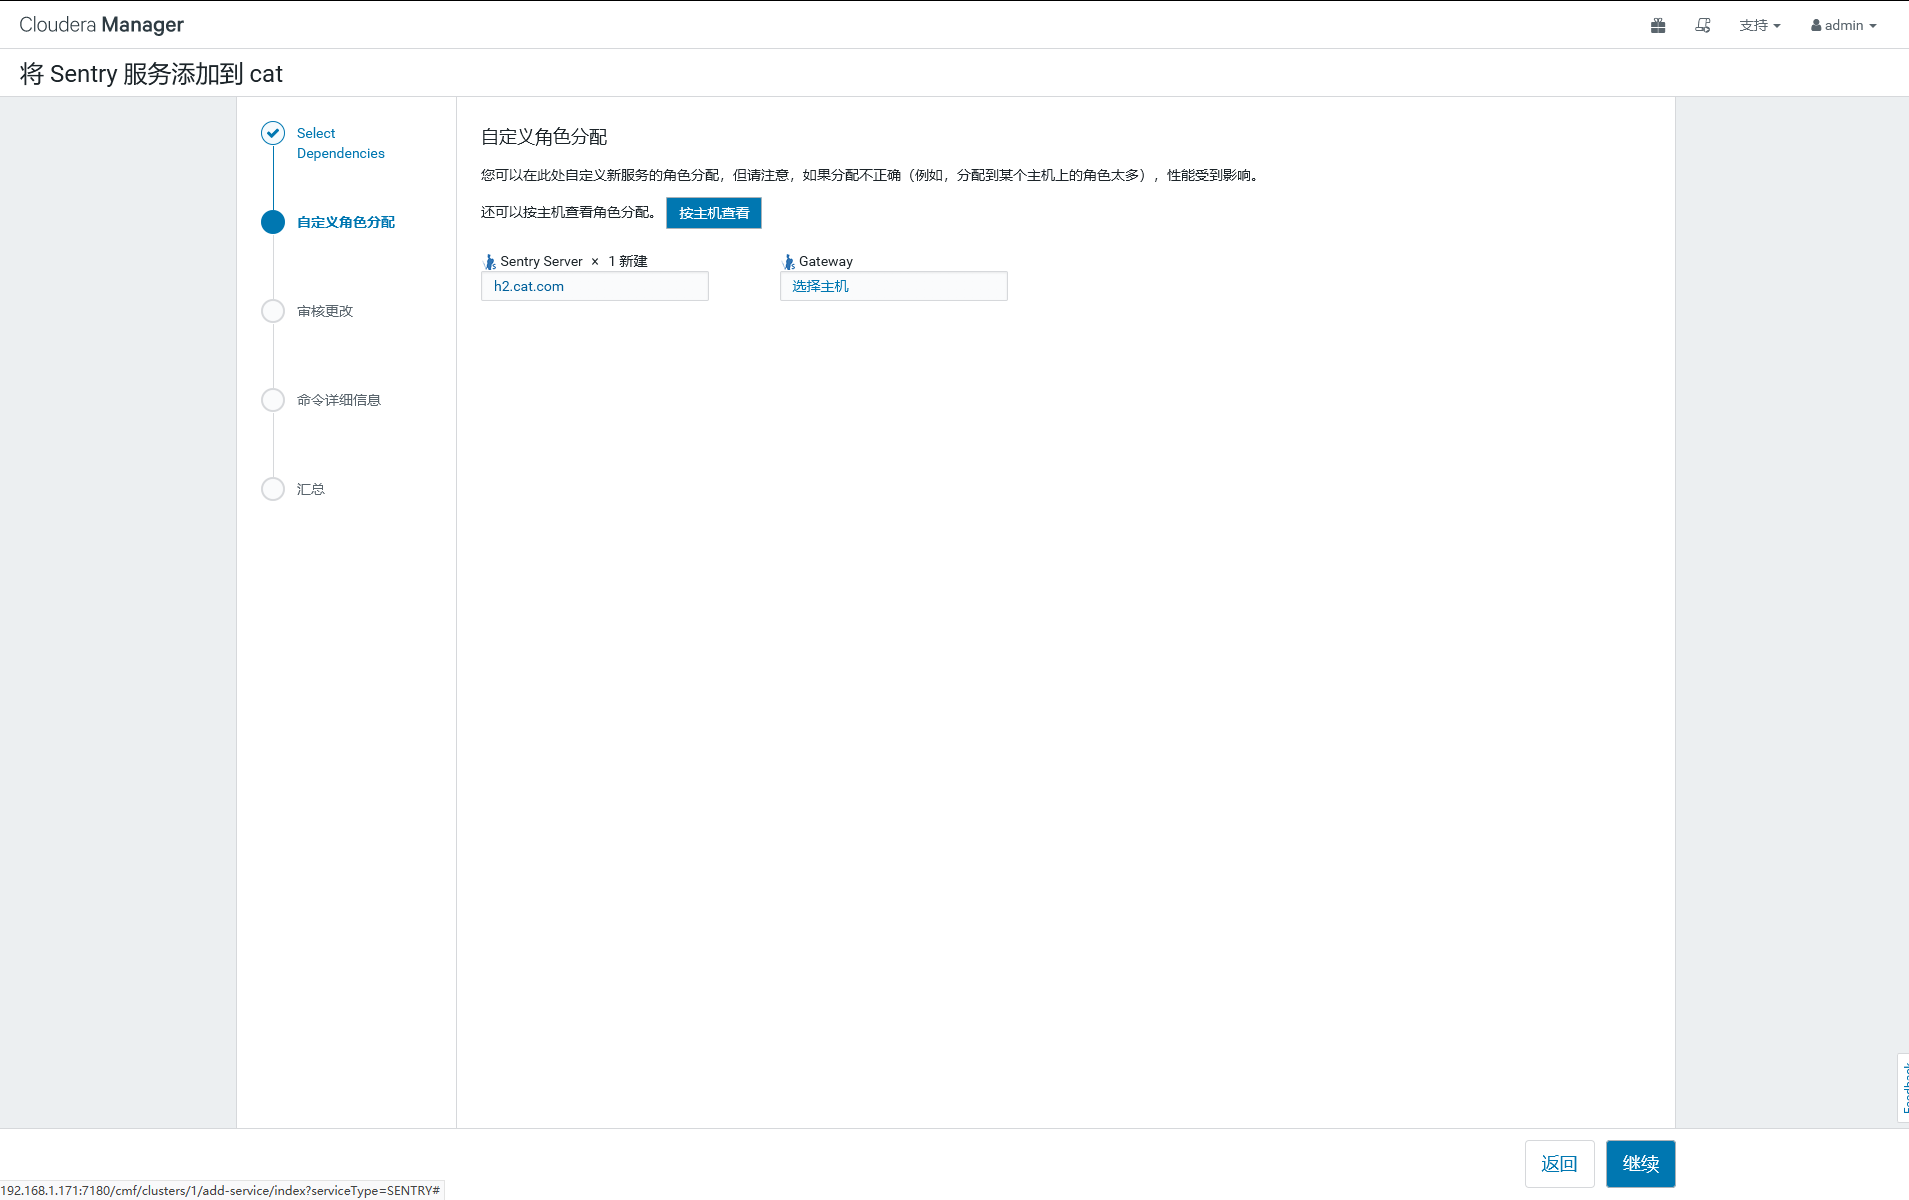 Cloudera Manager
支持
admin
将 Sentry 服务添加到 cat
Select
Dependencies
自定义角色分配
审核更改
命令详细信息
汇总
自定义角色分配
您可以在此处自定义新服务的角色分配，但请注意，如果分配不正确（例如，分配到某个主机上的角色太多），性能受到影响。
还可以按主机查看角色分配。 按主机查看
Sentry Server × 1 新建
h2.cat.com
Gateway
选择主机
Feedback
返回
继续
192.168.1.171:7180/cmf/clusters/1/add-service/index?serviceType=SENTRY#